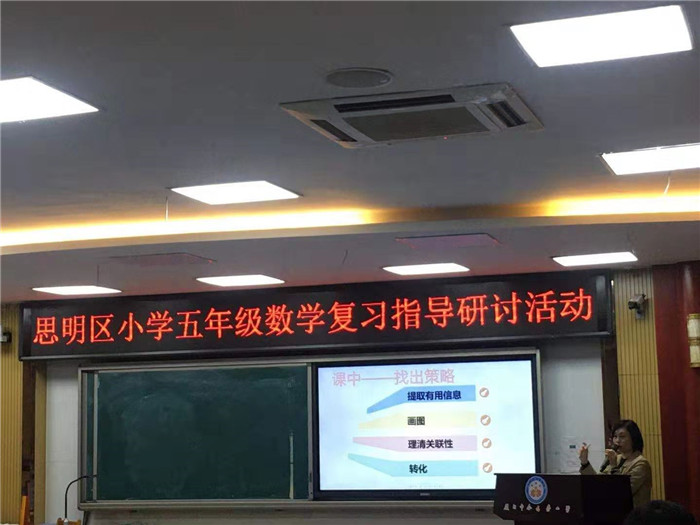 思明区小学五年级数学复习指导研讨活动
课中——找出策略
提取有用信息
画图
理清关联性
转化